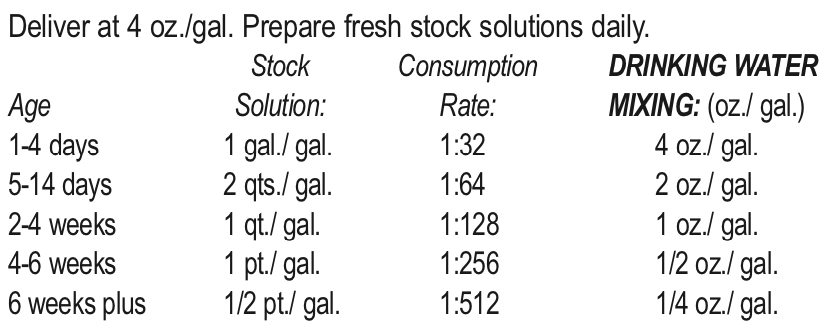 Deliver at 4 oz./gal. Prepare fresh stock solutions daily.
Stock Consumption DRINKING WATER
Age Solution: Rate: MIXING: (oz./ gal.)
1-4 days 1 gal./ gal. 1:32 4 oz./ gal.
5-14 days 2 qts./ gal. 1:64 2 oz./ gal.
2-4 weeks 1 qt./ gal. 1:128 1 oz./ gal.
4-6 weeks 1 pt./ gal. 1:256 1/2 oz./ gal.
6 weeks plus 1/2 pt./ gal. 1:512 1/4 oz./ gal.